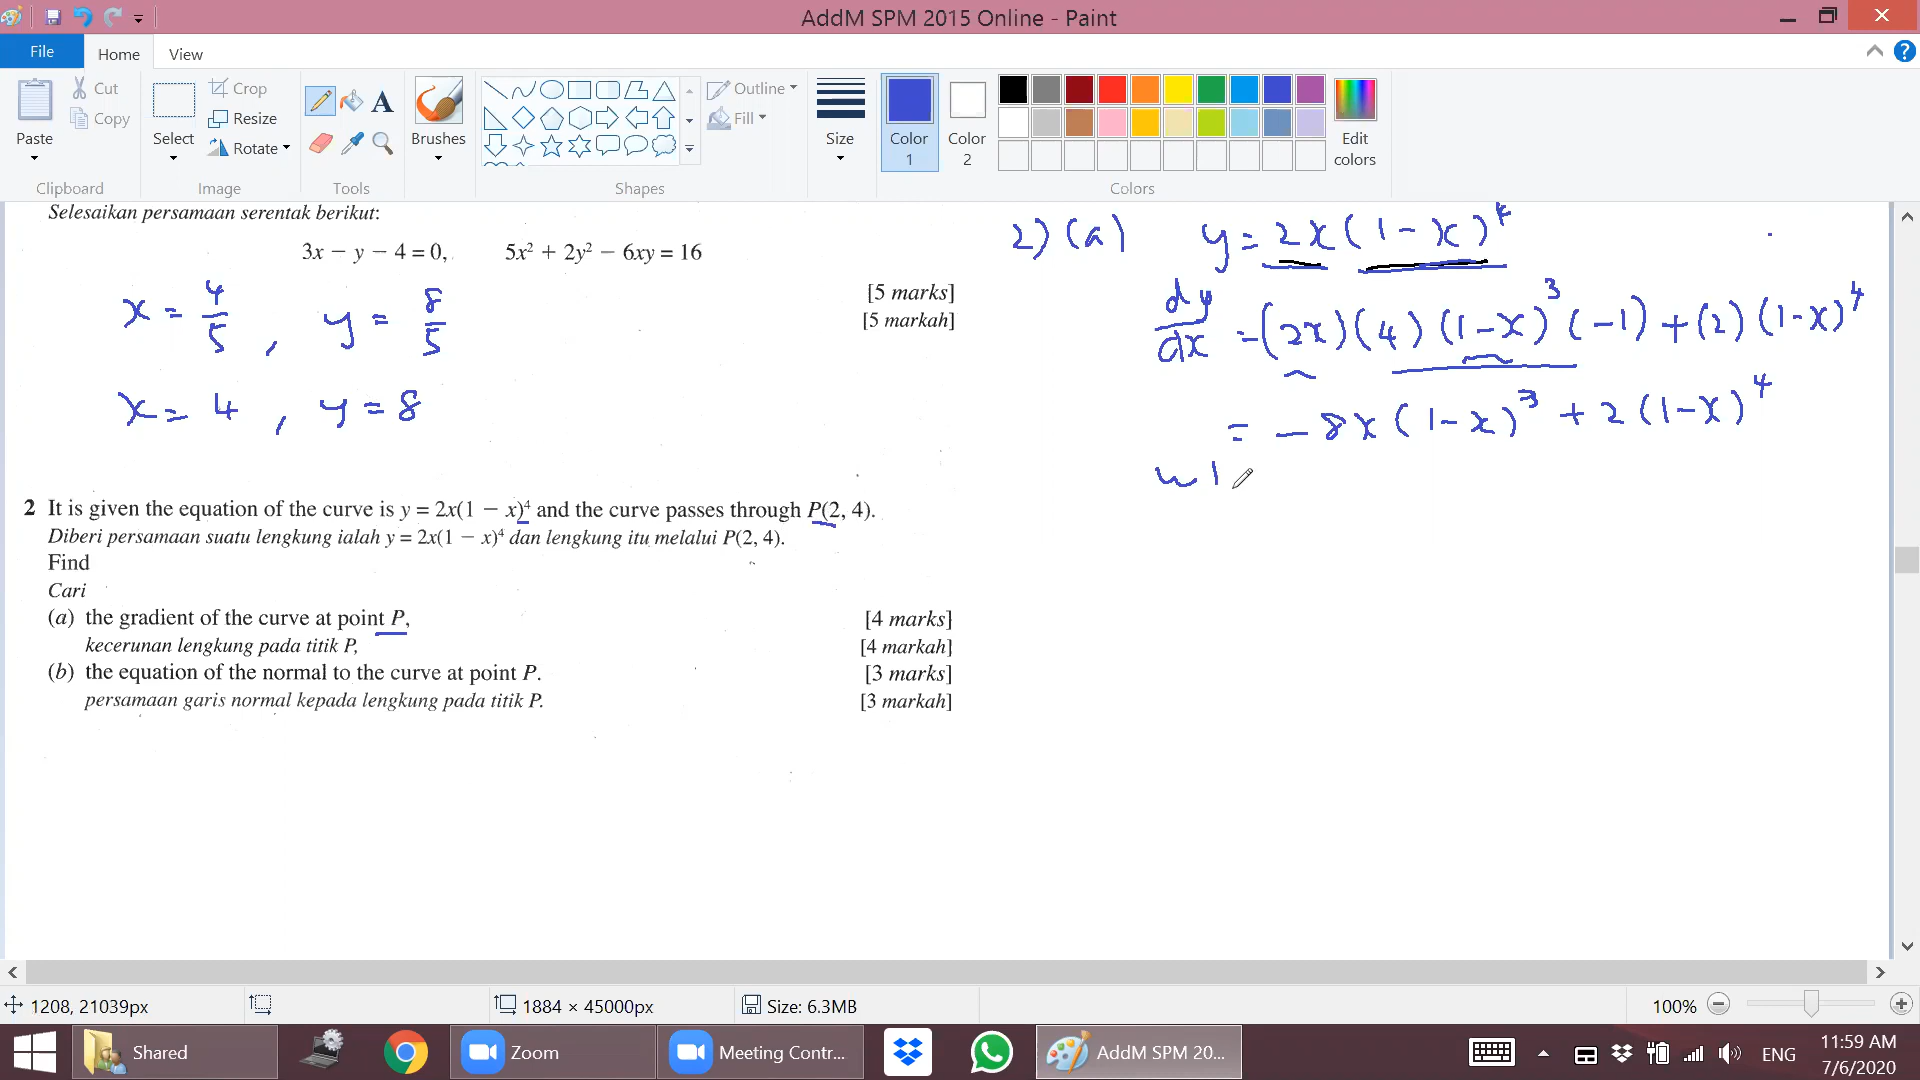 AddM SPM 2015 Online - Paint
File
Home
View
Paste
Cut
Copy
Clipboard
Select
Crop
Resize
Rotate
Image
A
Tools
Brushes
Outline
Fill
Shapes
Size
Color 1
Color 2
Edit colors
Colors
Selesaikan persamaan serentak berikut:
3x − y − 4 = 0, 5x² + 2y² − 6xy = 16
[5 marks]
[5 markah]
x = 4/5 , y = 8/5
x = 4 , y = 8
2 It is given the equation of the curve is y = 2x(1 − x)⁴ and the curve passes through P(2, 4).
Diberi persamaan suatu lengkung ialah y = 2x(1 − x)⁴ dan lengkung itu melalui P(2, 4).
Find
Cari
(a) the gradient of the curve at point P, [4 marks]
kecerunan lengkung pada titik P, [4 markah]
(b) the equation of the normal to the curve at point P. [3 marks]
persamaan garis normal kepada lengkung pada titik P. [3 markah]
2) (a) y = 2x(1-x)⁴
dy/dx = (2x)(4)(1-x)³(-1) + (2)(1-x)⁴
= -8x(1-x)³ + 2(1-x)⁴
1208, 21039px
1884 × 45000px
Size: 6.3MB
100%
Shared
Zoom
Meeting Contr...
AddM SPM 20...
ENG
11:59 AM
7/6/2020